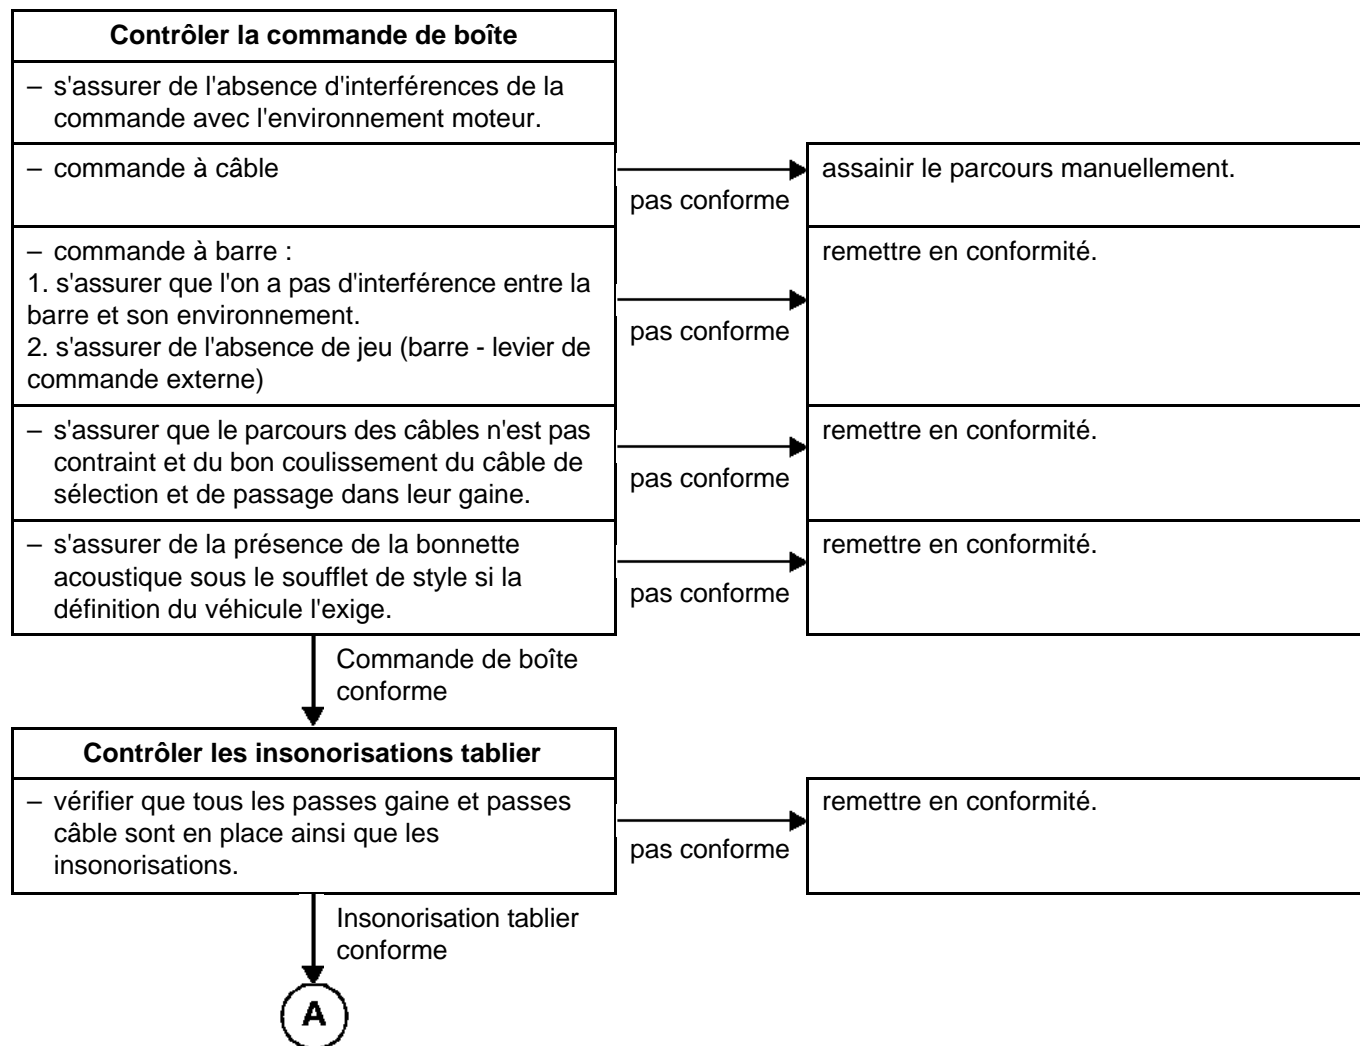 Contrôler la commande de boîte
– s'assurer de l'absence d'interférences de la
commande avec l'environnement moteur.
– commande à câble
pas conforme
assainir le parcours manuellement.
– commande à barre :
1. s'assurer que l'on a pas d'interférence entre la
barre et son environnement.
2. s'assurer de l'absence de jeu (barre - levier de
commande externe)
pas conforme
remettre en conformité.
– s'assurer que le parcours des câbles n'est pas
contraint et du bon coulissement du câble de
sélection et de passage dans leur gaine.
pas conforme
remettre en conformité.
– s'assurer de la présence de la bonnette
acoustique sous le soufflet de style si la
définition du véhicule l'exige.
pas conforme
remettre en conformité.
Commande de boîte
conforme
Contrôler les insonorisations tablier
– vérifier que tous les passes gaine et passes
câble sont en place ainsi que les
insonorisations.
pas conforme
remettre en conformité.
Insonorisation tablier
conforme
A